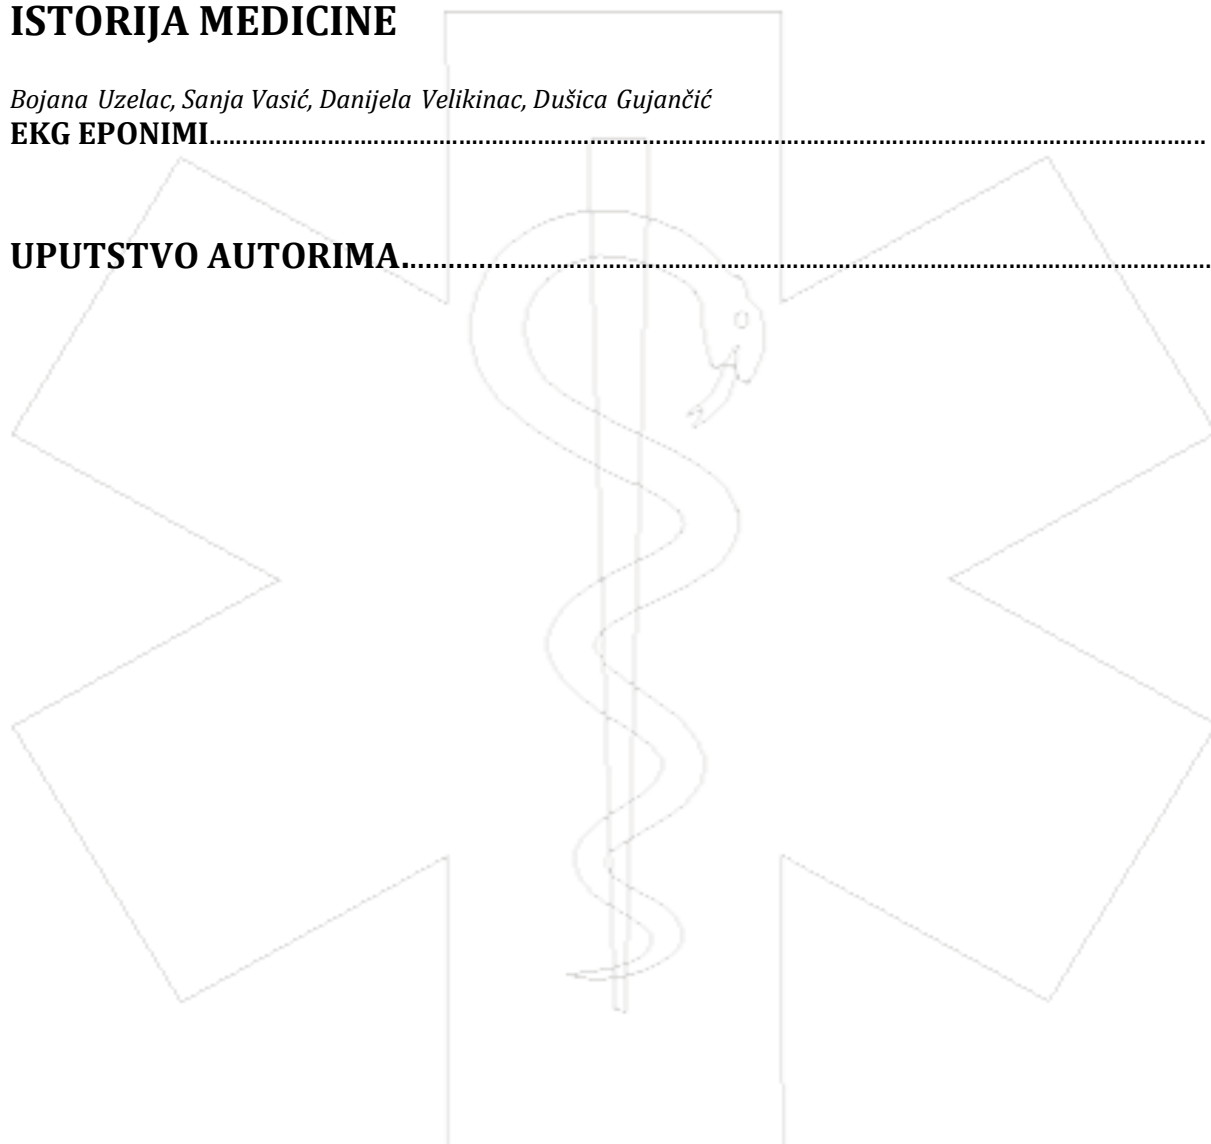 ISTORIJA MEDICINE
Bojana Uzelac, Sanja Vasić, Danijela Velikinac, Dušica Gujančić
EKG EPONIMI..........................................................................................................................................................
UPUTSTVO AUTORIMA..........................................................................................................................